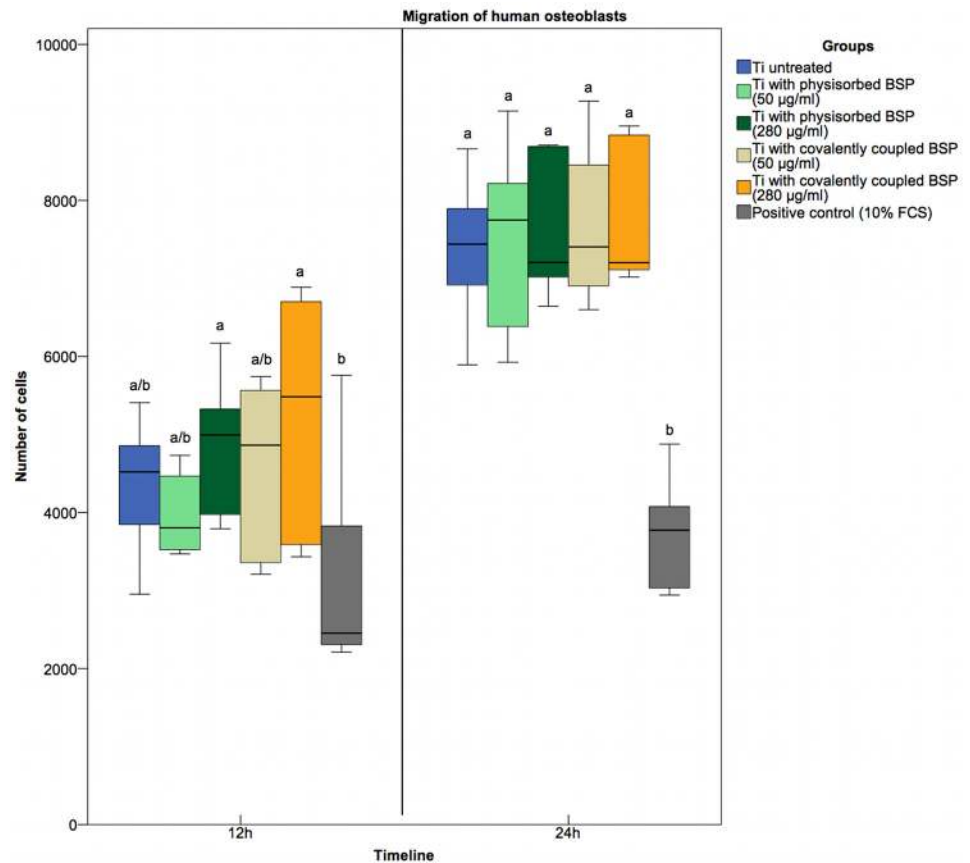 Migration of human osteoblasts
10000
8000
6000
4000
2000
0
Number of cells
a/b
a/b
a
a/b
a
b
a
a
a
a
a
b
12h
24h
Timeline
Groups
Ti untreated
Ti with physisorbed BSP
(50 µg/ml)
Ti with physisorbed BSP
(280 µg/ml)
Ti with covalently coupled BSP
(50 µg/ml)
Ti with covalently coupled BSP
(280 µg/ml)
Positive control (10% FCS)